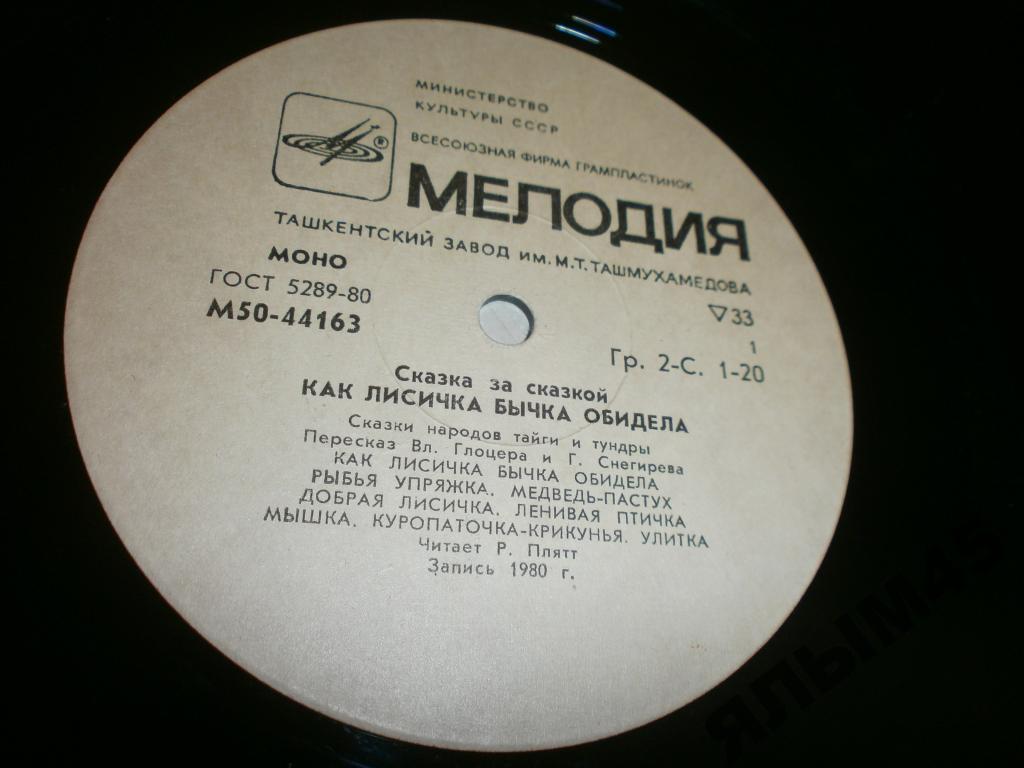 МИНИСТЕРСТВО
КУЛЬТУРЫ СССР
ВСЕСОЮЗНАЯ ФИРМА ГРАМПЛАСТИНОК
®
МЕЛОДИЯ
ТАШКЕНТСКИЙ ЗАВОД ИМ. М.Т. ТАШМУХАМЕДОВА
МОНО
ГОСТ 5289-80
М50-44163
▽33
1
Гр. 2-С. 1-20
Сказка за сказкой
КАК ЛИСИЧКА БЫЧКА ОБИДЕЛА
Сказки народов тайги и тундры
Пересказ Вл. Глоцера и Г. Снегирева
КАК ЛИСИЧКА БЫЧКА ОБИДЕЛА
РЫБЬЯ УПРЯЖКА. МЕДВЕДЬ-ПАСТУХ
ДОБРАЯ ЛИСИЧКА. ЛЕНИВАЯ ПТИЧКА
МЫШКА. КУРОПАТОЧКА-КРИКУНЬЯ. УЛИТКА
Читает Р. Плятт
Запись 1980 г.
ЯЛЫМ45